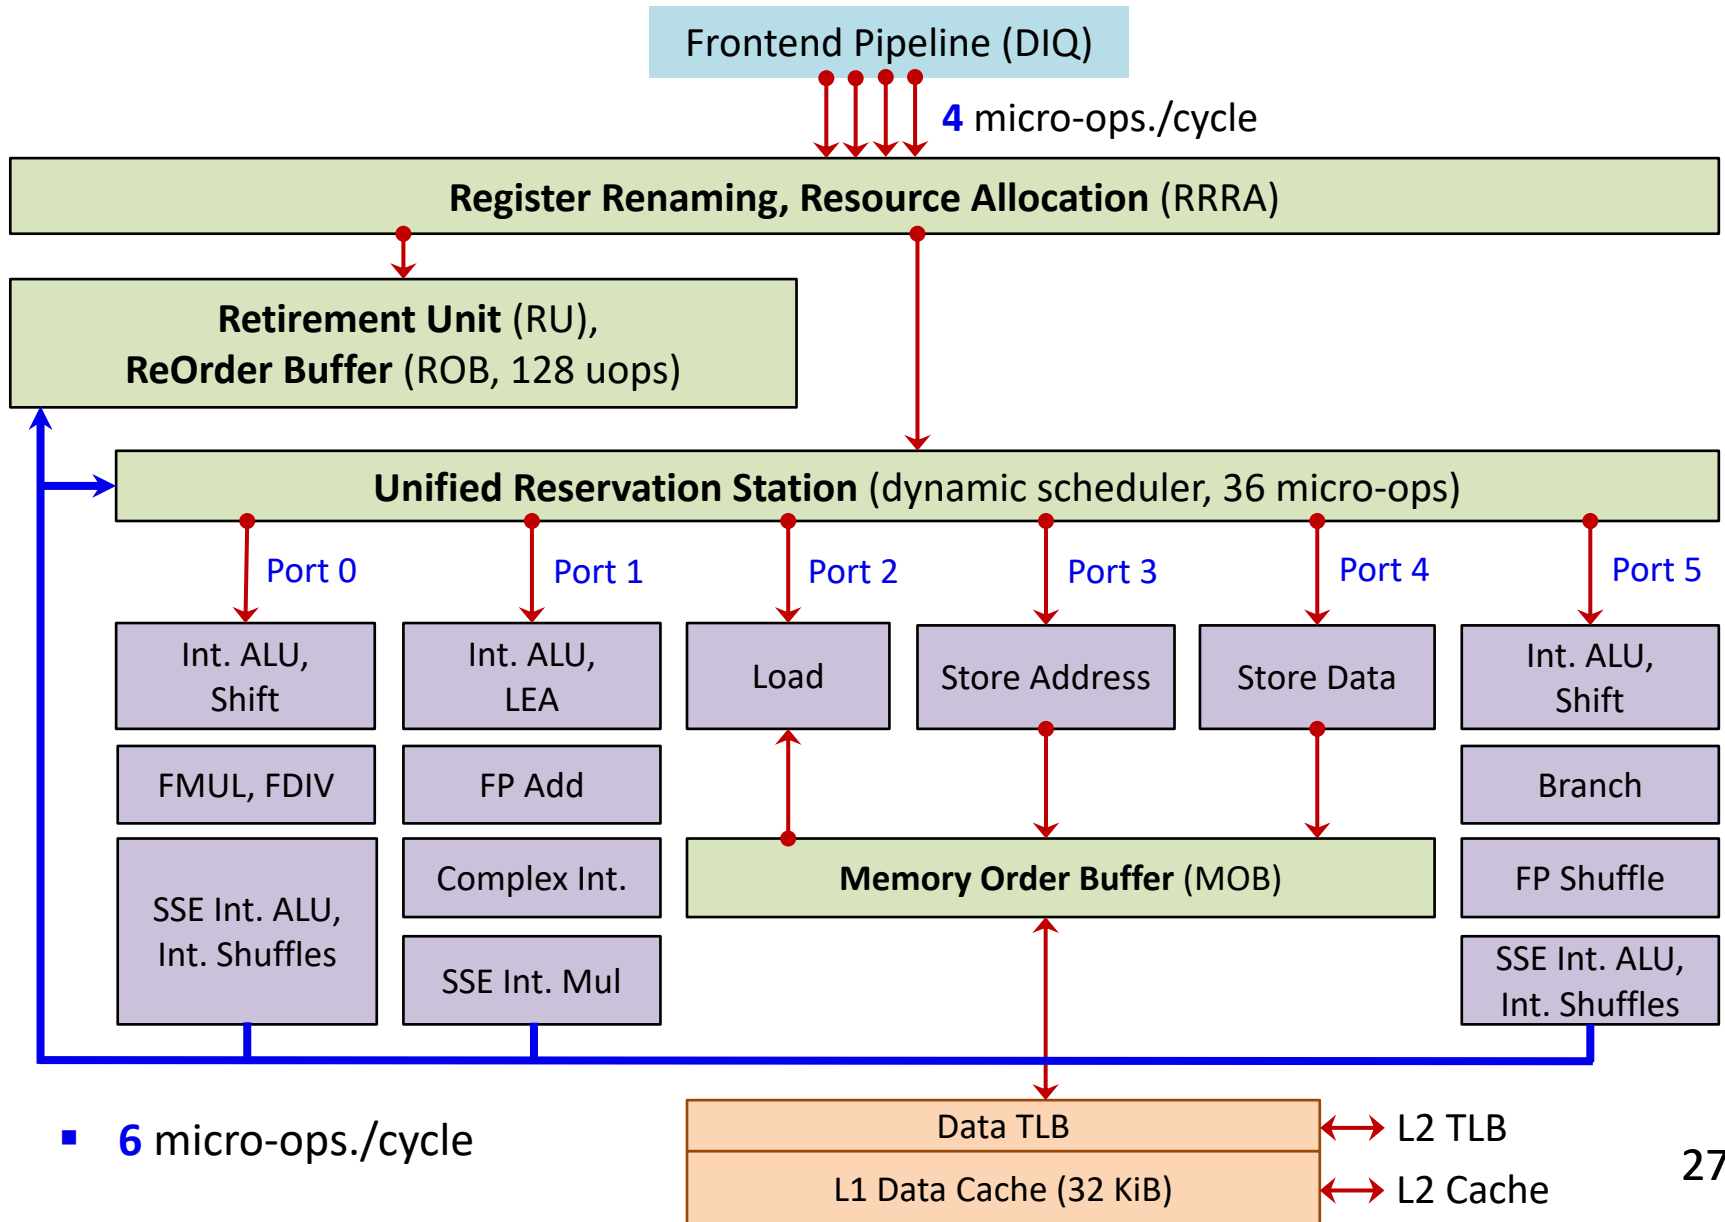 Frontend Pipeline (DIQ)
4 micro-ops./cycle
Register Renaming, Resource Allocation (RRRA)
Retirement Unit (RU),
ReOrder Buffer (ROB, 128 uops)
Unified Reservation Station (dynamic scheduler, 36 micro-ops)
Port 0
Port 1
Port 2
Port 3
Port 4
Port 5
Int. ALU,
Shift
Int. ALU,
LEA
Load
Store Address
Store Data
Int. ALU,
Shift
FMUL, FDIV
FP Add
Branch
SSE Int. ALU,
Int. Shuffles
Complex Int.
Memory Order Buffer (MOB)
FP Shuffle
SSE Int. Mul
SSE Int. ALU,
Int. Shuffles
▪ 6 micro-ops./cycle
Data TLB
L2 TLB
L1 Data Cache (32 KiB)
L2 Cache
27